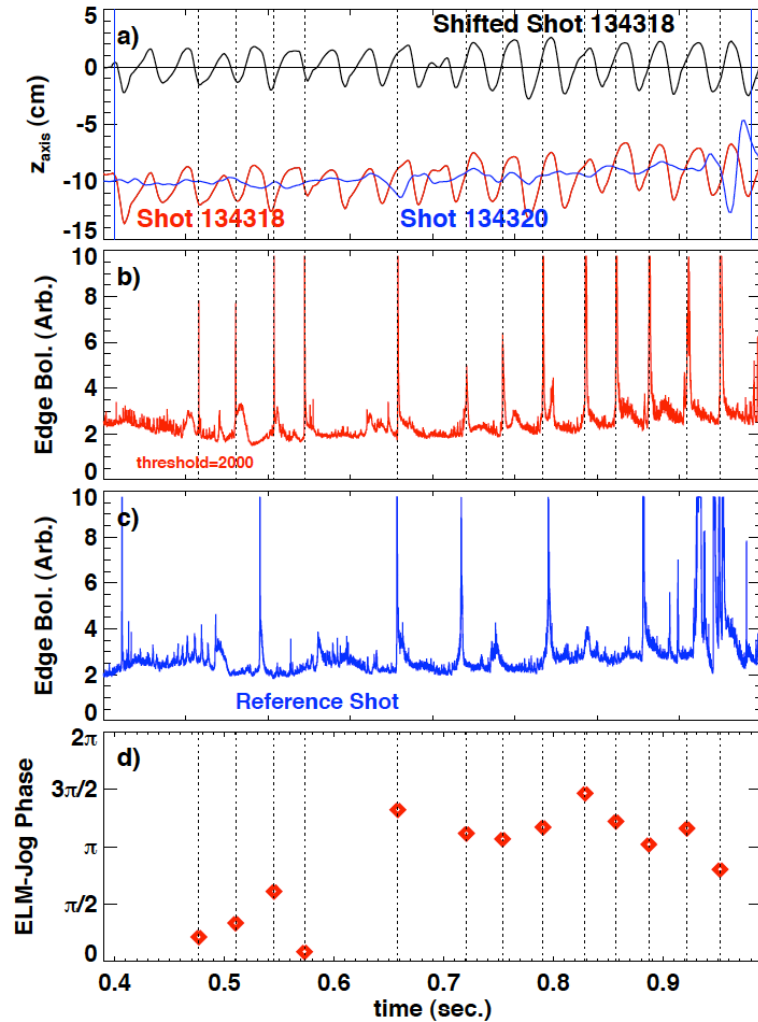 a)
Shifted Shot 134318
5
0
-5
-10
-15
z_axis (cm)
Shot 134318
Shot 134320
b)
10
8
6
4
2
0
Edge Bol. (Arb.)
threshold=2000
c)
10
8
6
4
2
0
Edge Bol. (Arb.)
Reference Shot
d)
2π
3π/2
π
π/2
0
ELM-Jog Phase
0.4 0.5 0.6 0.7 0.8 0.9
time (sec.)